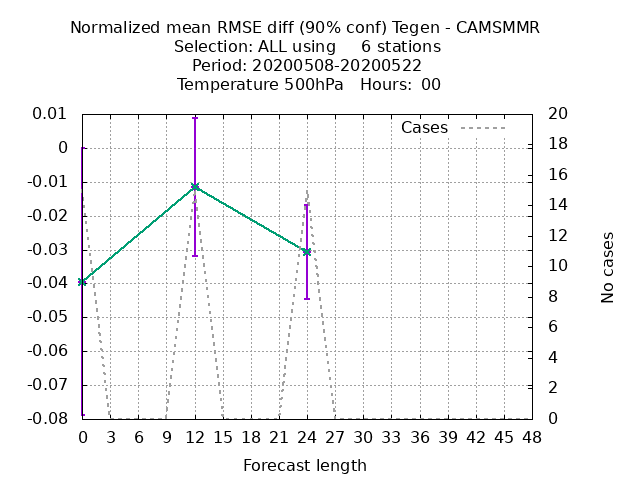 Normalized mean RMSE diff (90% conf) Tegen - CAMSMMR
Selection: ALL using     6 stations
Period: 20200508-20200522
Temperature 500hPa   Hours:  00
Cases
0.01
0
-0.01
-0.02
-0.03
-0.04
-0.05
-0.06
-0.07
-0.08
20
18
16
14
12
10
8
6
4
2
0
No cases
0 3 6 9 12 15 18 21 24 27 30 33 36 39 42 45 48
Forecast length